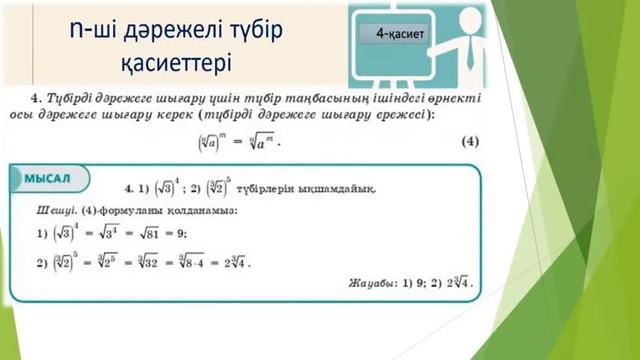 n-ші дәрежелі түбір
қасиеттері
4-қасиет
4. Түбірді дәрежеге шығару үшін түбір таңбасының ішіндегі өрнекті
осы дәрежеге шығару керек (түбірді дәрежеге шығару ережесі):
(ⁿ√a)ᵐ = ⁿ√aᵐ. (4)
МЫСАЛ
4. 1) (√3)⁴; 2) (³√2)⁵ түбірлерін ықшамдайық.
Шешуі. (4)-формуланы қолданамыз:
1) (√3)⁴ = √3⁴ = √81 = 9;
2) (³√2)⁵ = ³√2⁵ = ³√32 = ³√8·4 = 2³√4.
Жауабы: 1) 9; 2) 2³√4.